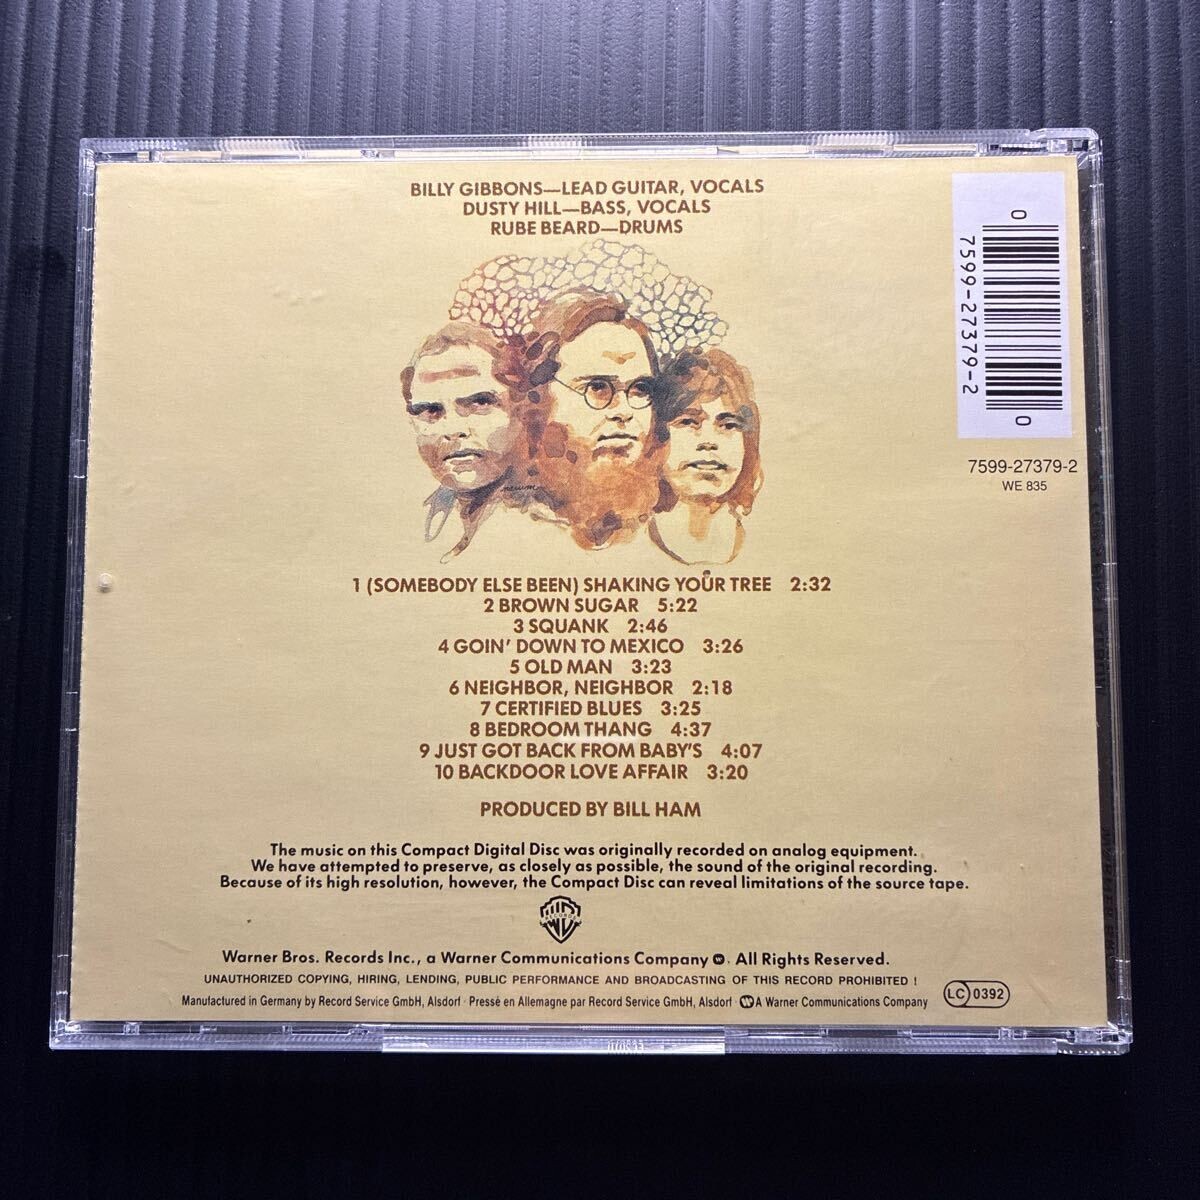 BILLY GIBBONS—LEAD GUITAR, VOCALS
DUSTY HILL—BASS, VOCALS
RUBE BEARD—DRUMS
0 7599-27379-2 0
7599-27379-2
WE 835
1 (SOMEBODY ELSE BEEN) SHAKING YOUR TREE 2:32
2 BROWN SUGAR 5:22
3 SQUANK 2:46
4 GOIN' DOWN TO MEXICO 3:26
5 OLD MAN 3:23
6 NEIGHBOR, NEIGHBOR 2:18
7 CERTIFIED BLUES 3:25
8 BEDROOM THANG 4:37
9 JUST GOT BACK FROM BABY'S 4:07
10 BACKDOOR LOVE AFFAIR 3:20
PRODUCED BY BILL HAM
The music on this Compact Digital Disc was originally recorded on analog equipment.
We have attempted to preserve, as closely as possible, the sound of the original recording.
Because of its high resolution, however, the Compact Disc can reveal limitations of the source tape.
RECORDS
Warner Bros. Records Inc., a Warner Communications Company. All Rights Reserved.
UNAUTHORIZED COPYING, HIRING, LENDING, PUBLIC PERFORMANCE AND BROADCASTING OF THIS RECORD PROHIBITED !
Manufactured in Germany by Record Service GmbH, Alsdorf · Pressé en Allemagne par Record Service GmbH, Alsdorf · A Warner Communications Company
LC 0392